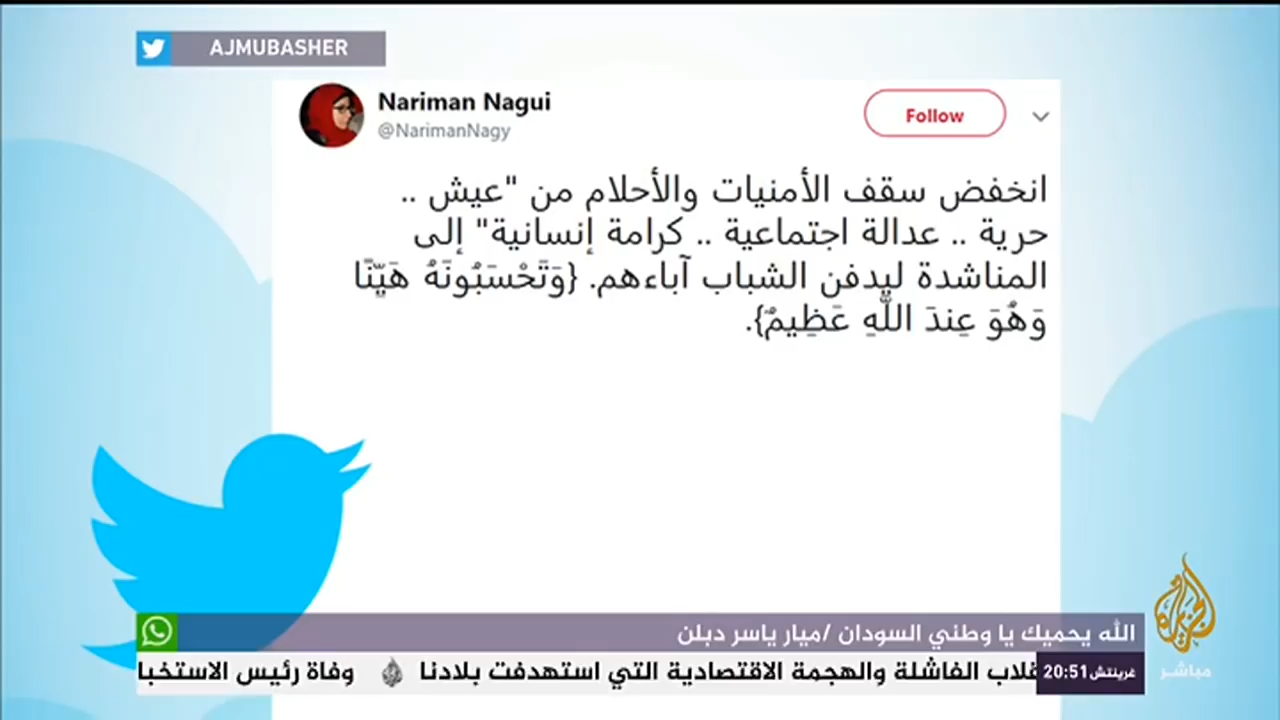 AJMUBASHER
Nariman Nagui
@NarimanNagy
Follow
انخفض سقف الأمنيات والأحلام من "عيش ..
حرية .. عدالة اجتماعية .. كرامة إنسانية" إلى
المناشدة ليدفن الشباب آباءهم. {وَتَحْسَبُونَهُ هَيِّنًا
وَهُوَ عِندَ اللَّهِ عَظِيمٌ}.
الله يحميك يا وطني السودان /ميار ياسر دبلن
غرينتش 20:51
قلاب الفاشلة والهجمة الاقتصادية التي استهدفت بلادنا
وفاة رئيس الاستخبا
الجزيرة
مباشر